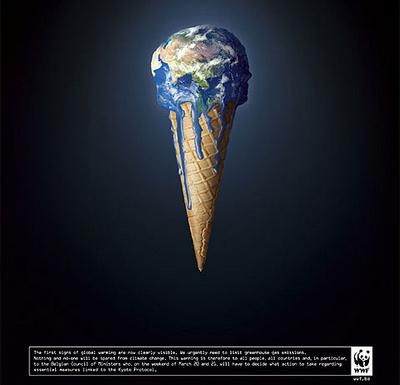 The first signs of global warming are now clearly visible. We urgently need to limit greenhouse gas emissions.
Nothing and no-one will be spared from climate change. This warning is therefore to all people, all countries and, in particular,
to the Belgian Council of Ministers who, on the weekend of March 20 and 21, will have to decide what action to take regarding
essential measures linked to the Kyoto Protocol.
WWF
wwf.be